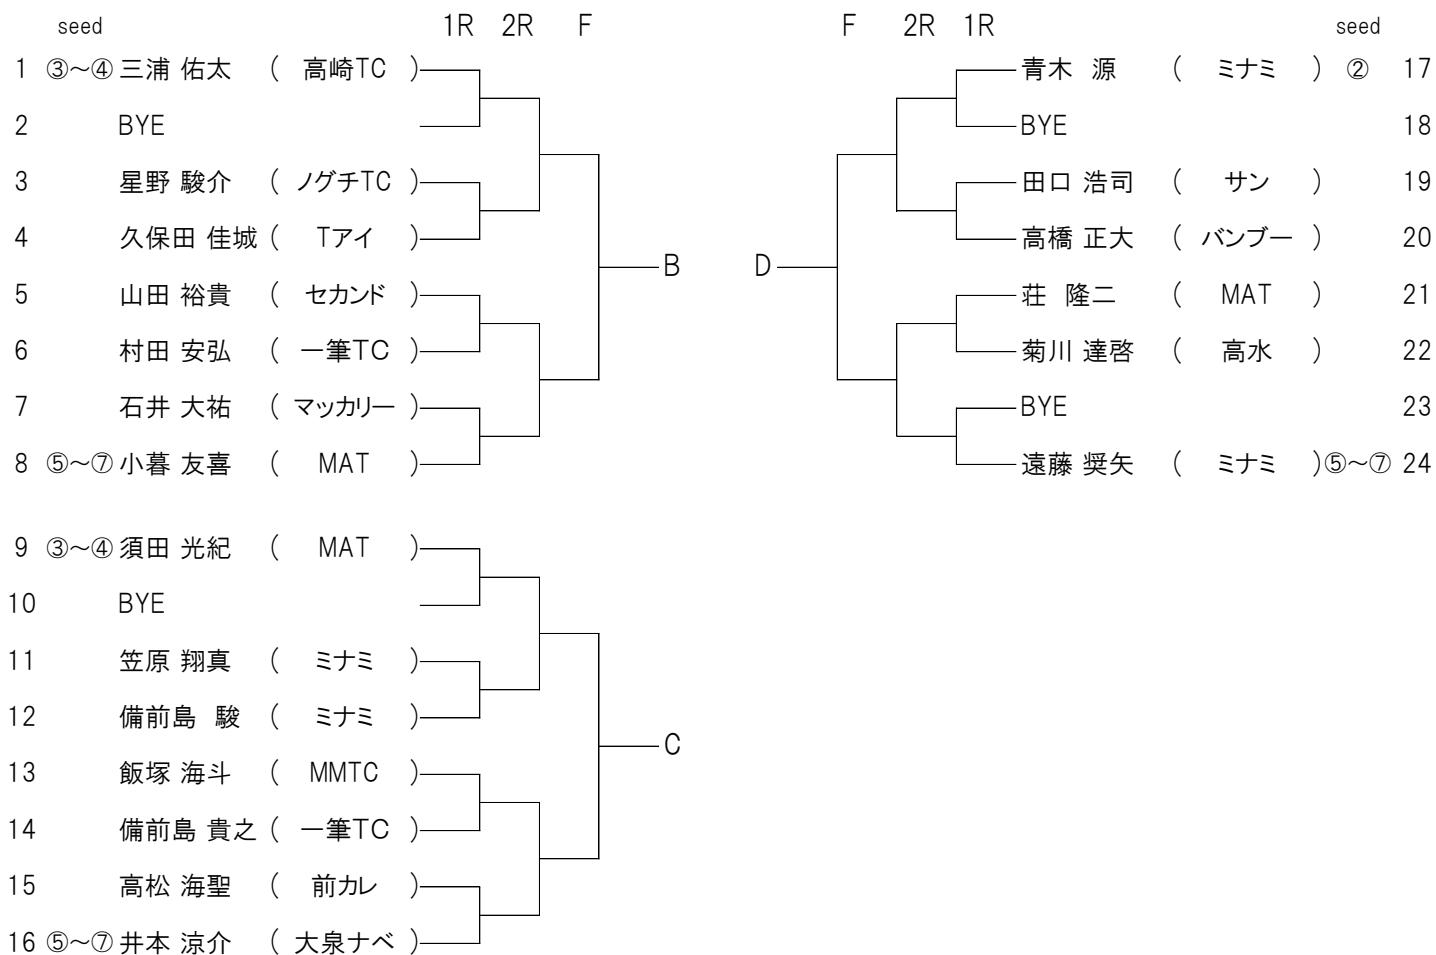 seed 1R 2R F
1 ③～④ 三浦 佑太 ( 高崎TC )
2 BYE
3 星野 駿介 ( ノグチTC )
4 久保田 佳城 ( Tアイ )
B
5 山田 裕貴 ( セカンド )
6 村田 安弘 ( 一筆TC )
7 石井 大祐 ( マッカリー )
8 ⑤～⑦ 小暮 友喜 ( MAT )
9 ③～④ 須田 光紀 ( MAT )
10 BYE
11 笠原 翔真 ( ミナミ )
12 備前島 駿 ( ミナミ )
C
13 飯塚 海斗 ( MMTC )
14 備前島 貴之 ( 一筆TC )
15 高松 海聖 ( 前カレ )
16 ⑤～⑦ 井本 涼介 ( 大泉ナベ )
F 2R 1R seed
青木 源 ( ミナミ ) ② 17
BYE 18
田口 浩司 ( サン ) 19
高橋 正大 ( バンブー ) 20
D
荘 隆二 ( MAT ) 21
菊川 達啓 ( 高水 ) 22
BYE 23
遠藤 奨矢 ( ミナミ ) ⑤～⑦ 24